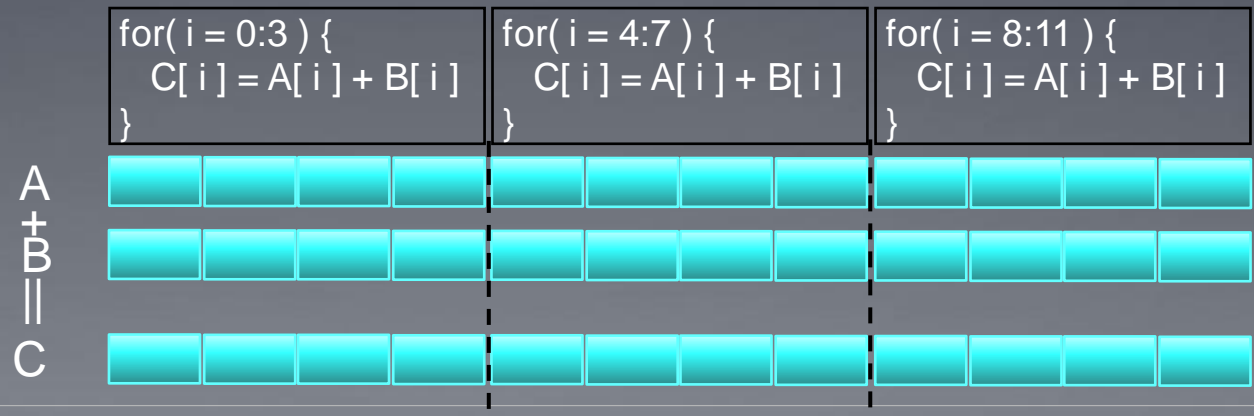 for( i = 0:3 ) {
C[ i ] = A[ i ] + B[ i ]
}
for( i = 4:7 ) {
C[ i ] = A[ i ] + B[ i ]
}
for( i = 8:11 ) {
C[ i ] = A[ i ] + B[ i ]
}
A
+
B
||
C